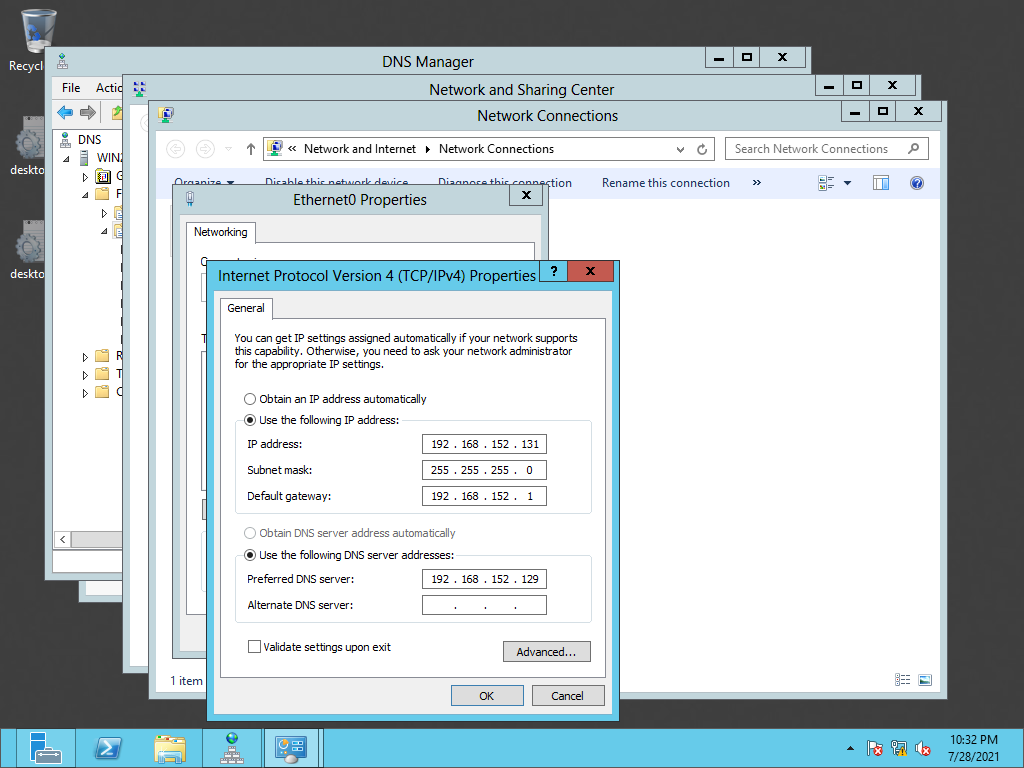 Recycl
deskto
deskto
DNS Manager
File Actio
DNS
WIN2
G
F
R
T
C
Network and Sharing Center
Network Connections
Network and Internet Network Connections
Search Network Connections
Organize Disable this network device Diagnose this connection Rename this connection »
Ethernet0 Properties
Networking
Internet Protocol Version 4 (TCP/IPv4) Properties
General
You can get IP settings assigned automatically if your network supports
this capability. Otherwise, you need to ask your network administrator
for the appropriate IP settings.
Obtain an IP address automatically
Use the following IP address:
IP address: 192 . 168 . 152 . 131
Subnet mask: 255 . 255 . 255 . 0
Default gateway: 192 . 168 . 152 . 1
Obtain DNS server address automatically
Use the following DNS server addresses:
Preferred DNS server: 192 . 168 . 152 . 129
Alternate DNS server: . . .
Validate settings upon exit
Advanced...
OK Cancel
1 item
10:32 PM
7/28/2021